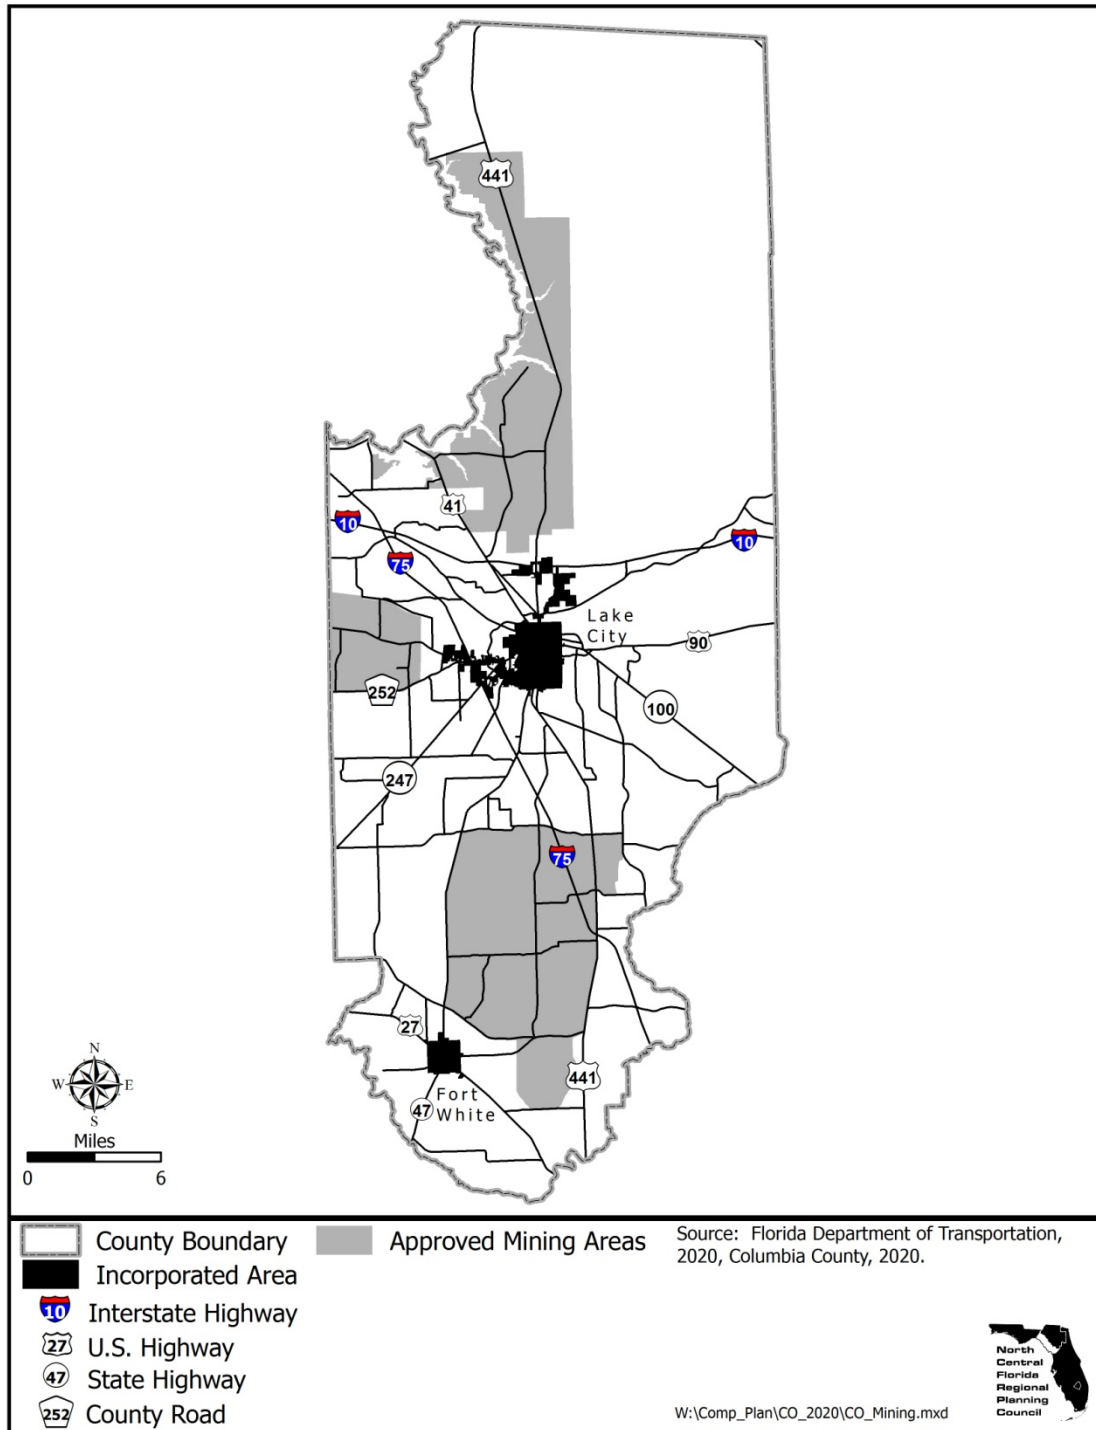 441
41
10
10
75
Lake
City
90
252
100
247
75
27
441
47
Fort
White
N
W
E
S
Miles
0
6
County Boundary
Approved Mining Areas
Source: Florida Department of Transportation,
2020, Columbia County, 2020.
Incorporated Area
10 Interstate Highway
27 U.S. Highway
47 State Highway
252 County Road
North
Central
Florida
Regional
Planning
Council
W:\Comp_Plan\CO_2020\CO_Mining.mxd